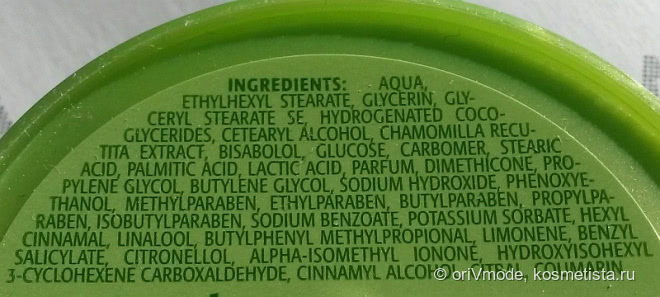 INGREDIENTS: AQUA,
ETHYLHEXYL STEARATE, GLYCERIN, GLY-
CERYL STEARATE SE, HYDROGENATED COCO-
GLYCERIDES, CETEARYL ALCOHOL, CHAMOMILLA RECU-
TITA EXTRACT, BISABOLOL, GLUCOSE, CARBOMER, STEARIC
ACID, PALMITIC ACID, LACTIC ACID, PARFUM, DIMETHICONE, PRO-
PYLENE GLYCOL, BUTYLENE GLYCOL, SODIUM HYDROXIDE, PHENOXYE-
THANOL, METHYLPARABEN, ETHYLPARABEN, BUTYLPARABEN, PROPYLPA-
RABEN, ISOBUTYLPARABEN, SODIUM BENZOATE, POTASSIUM SORBATE, HEXYL
CINNAMAL, LINALOOL, BUTYLPHENYL METHYLPROPIONAL, LIMONENE, BENZYL
SALICYLATE, CITRONELLOL, ALPHA-ISOMETHYL IONONE, HYDROXYISOHEXYL
3-CYCLOHEXENE CARBOXALDEHYDE, CINNAMYL ALCOHOL, COUMARIN
© oriVmode, kosmetista.ru